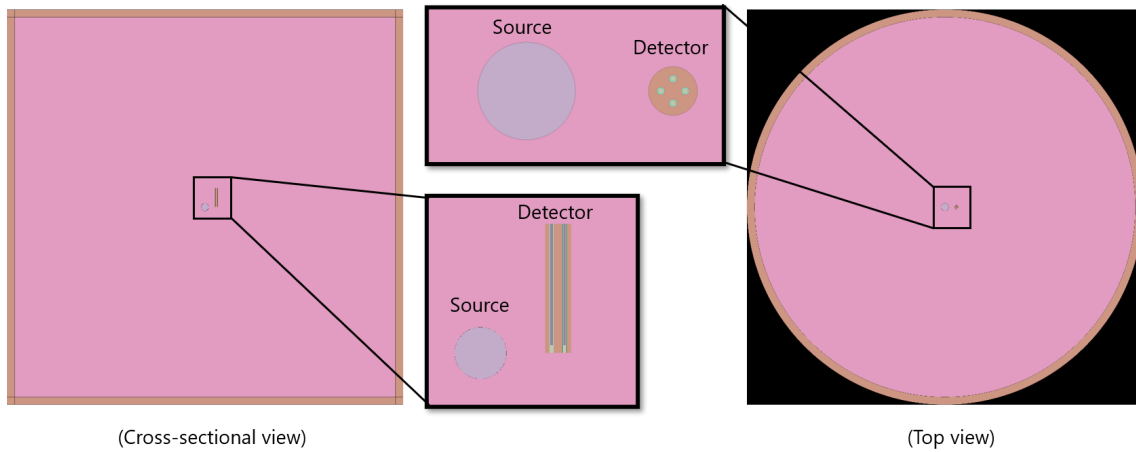 Source
Detector
Detector
Source
(Cross-sectional view)
(Top view)